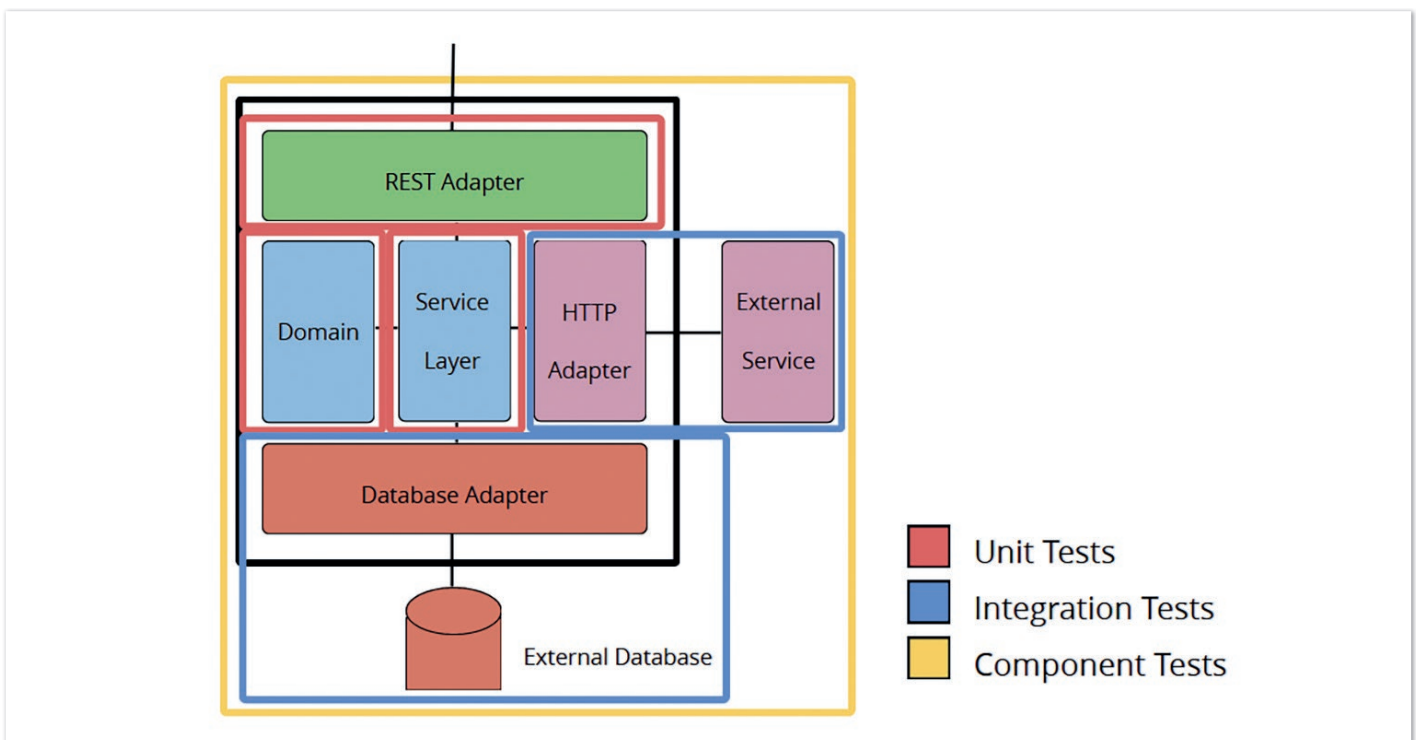 REST Adapter
Domain
Service
Layer
HTTP
Adapter
External
Service
Database Adapter
External Database
Unit Tests
Integration Tests
Component Tests